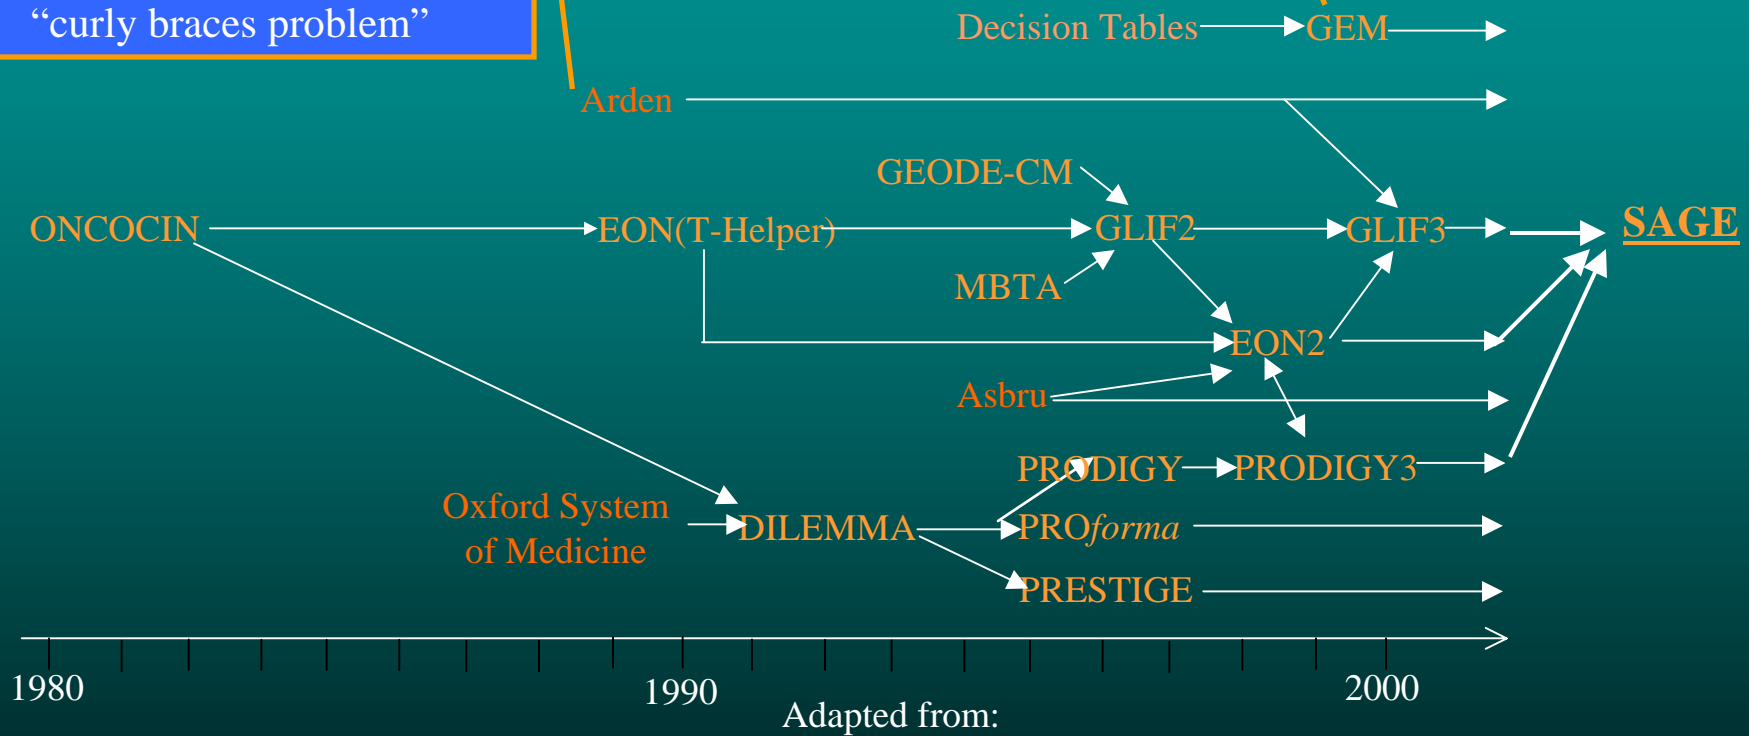 “curly braces problem”
Decision Tables
GEM
Arden
GEODE-CM
ONCOCIN
EON(T-Helper)
GLIF2
GLIF3
SAGE
MBTA
EON2
Asbru
PRODIGY
PRODIGY3
Oxford System
of Medicine
DILEMMA
PROforma
PRESTIGE
1980
1990
2000
Adapted from: